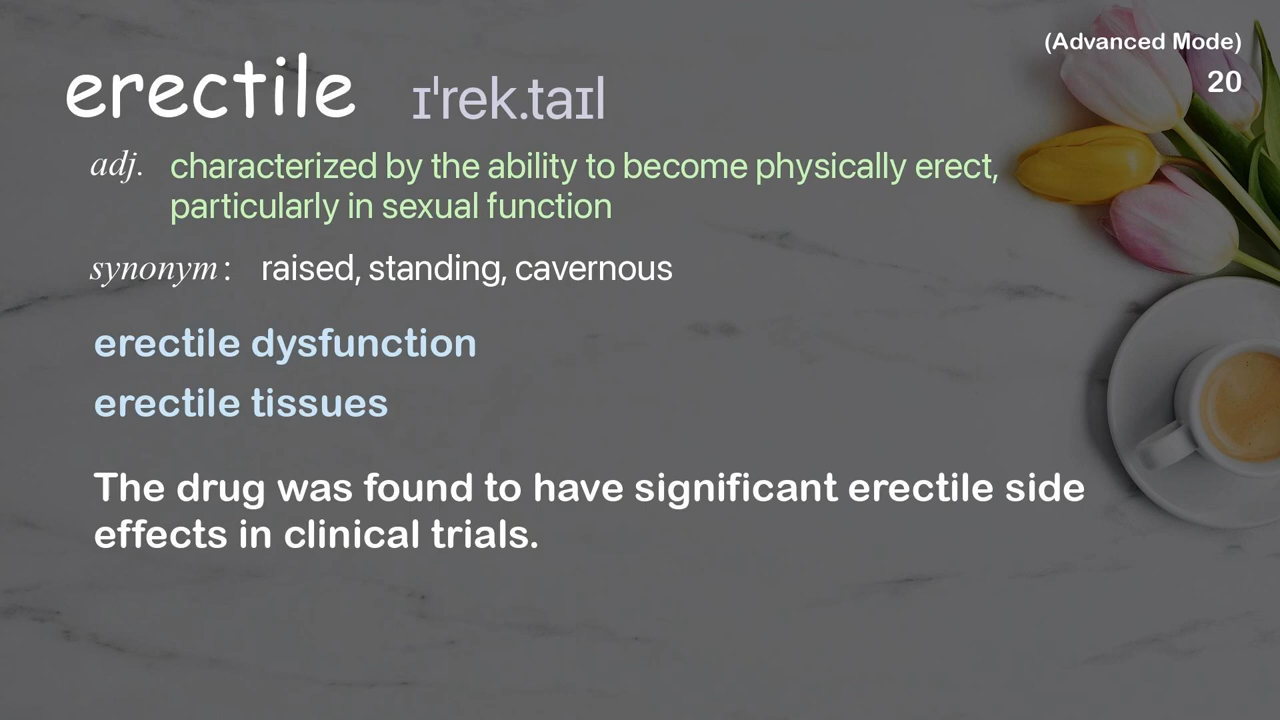 (Advanced Mode)
20
erectile ɪˈrek.taɪl
adj. characterized by the ability to become physically erect,
particularly in sexual function
synonym: raised, standing, cavernous
erectile dysfunction
erectile tissues
The drug was found to have significant erectile side
effects in clinical trials.